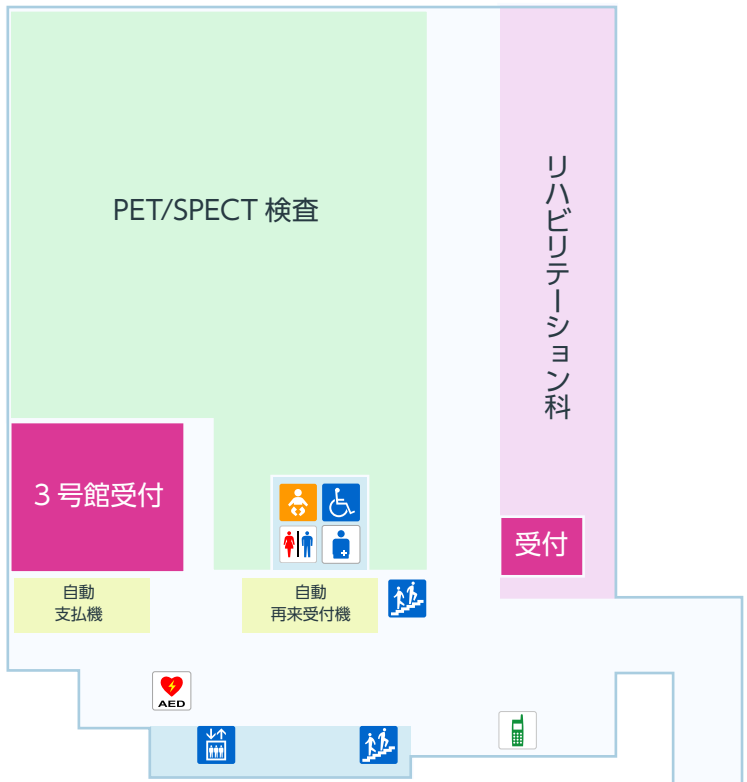 PET/SPECT 検査
リハビリテーション科
3 号館受付
受付
自動
支払機
自動
再来受付機
AED